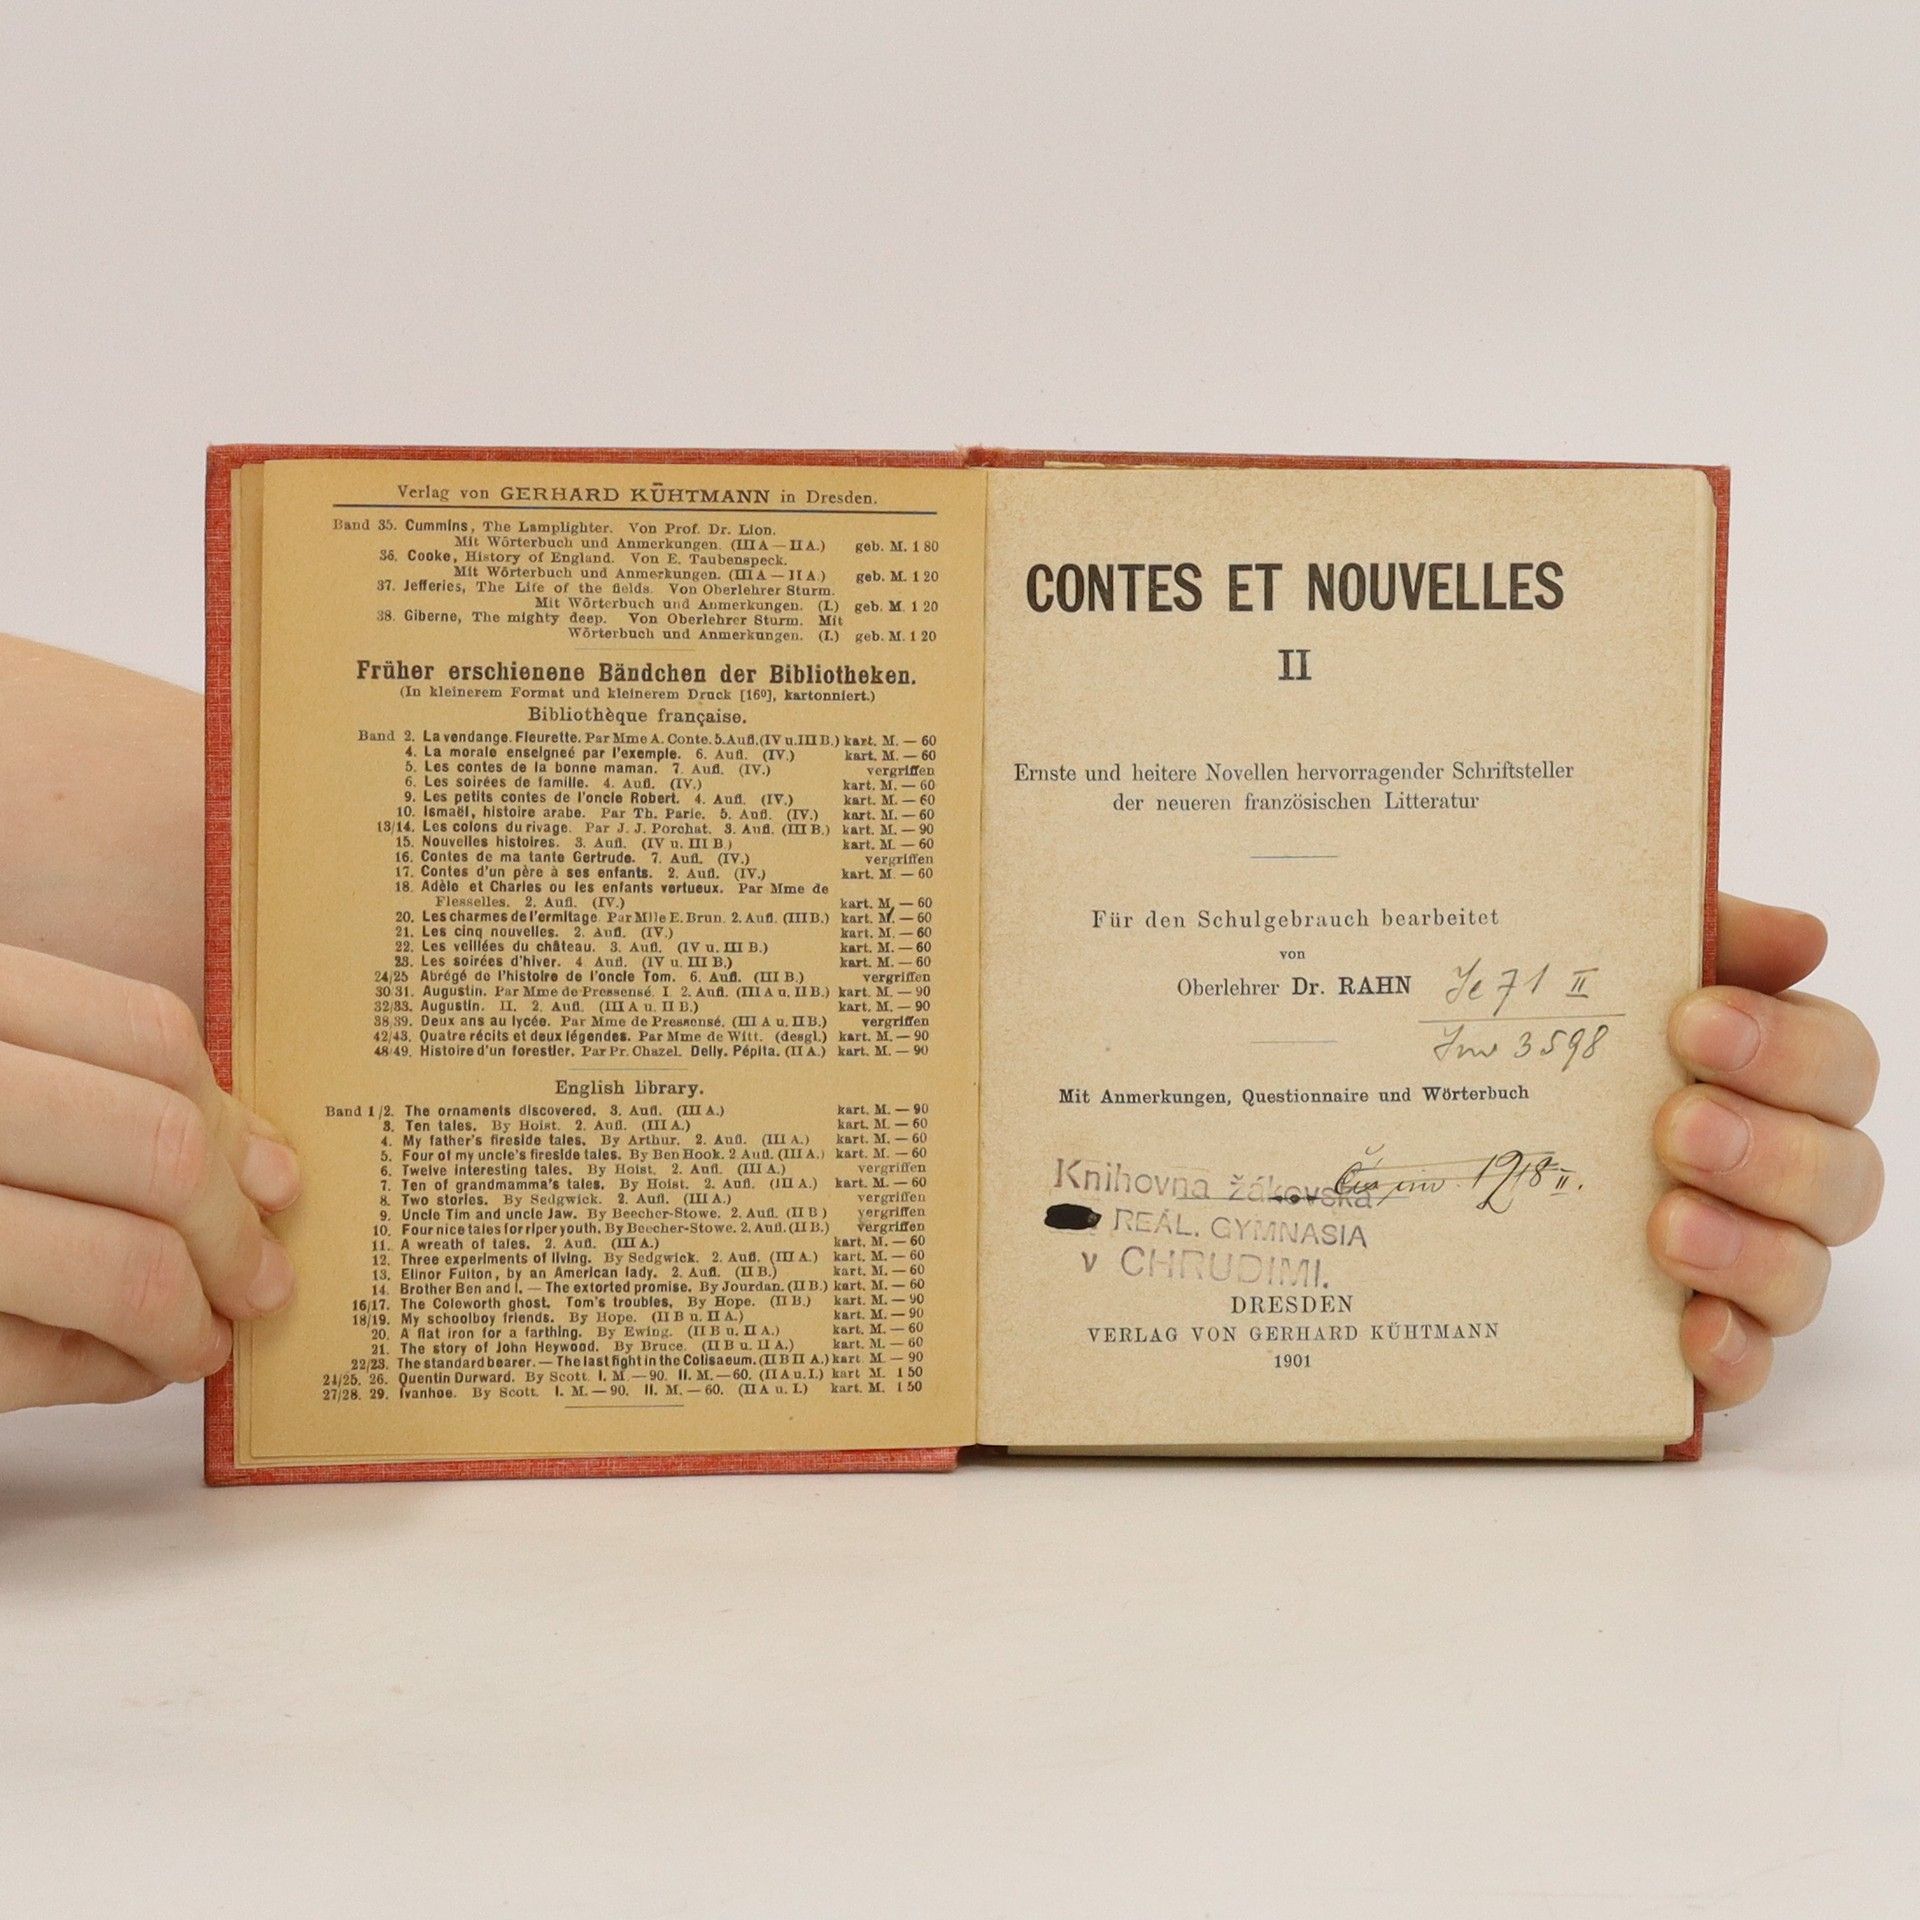 Verlag von GERHARD KÜHTMANN in Dresden.
Band 35. Cummins, The Lamplighter. Von Prof. Dr. Lion.
Mit Wörterbuch und Anmerkungen. (III A — II A.) geb. M. 1 80
36. Cooke, History of England. Von E. Taubenspeck.
Mit Wörterbuch und Anmerkungen. (III A — II A.) geb. M. 1 20
37. Jefferies, The Life of the fields. Von Oberlehrer Sturm.
Mit Wörterbuch und Anmerkungen. (I.) geb. M. 1 20
38. Giberne, The mighty deep. Von Oberlehrer Sturm. Mit
Wörterbuch und Anmerkungen. (I.) geb. M. 1 20
Früher erschienene Bändchen der Bibliotheken.
(In kleinerem Format und kleinerem Druck [16⁰], kartonniert.)
Bibliothèque française.
Band 2. La vendange. Fleurette. Par Mme A. Conte. 5. Aufl. (IV u. III B.) kart. M. — 60
4. La morale enseigneé par l'exemple. 6. Aufl. (IV.) kart. M. — 60
5. Les contes de la bonne maman. 7. Aufl. (IV.) vergriffen
6. Les soirées de famille. 4. Aufl. (IV.) kart. M. — 60
9. Les petits contes de l'oncle Robert. 4. Aufl. (IV.) kart. M. — 60
10. Ismaël, histoire arabe. Par Th. Parie. 5. Aufl. (IV.) kart. M. — 60
13/14. Les colons du rivage. Par J. J. Porchat. 3. Aufl. (III B.) kart. M. — 90
15. Nouvelles histoires. 3. Aufl. (IV u. III B.) kart. M. — 60
16. Contes de ma tante Gertrude. 7. Aufl. (IV.) vergriffen
17. Contes d'un père à ses enfants. 2. Aufl. (IV.) kart. M. — 60
18. Adèle et Charles ou les enfants vertueux. Par Mme de
Flesselles. 2. Aufl. (IV.) kart. M. — 60
20. Les charmes de l'ermitage. Par Mlle E. Brun. 2. Aufl. (III B.) kart. M. — 60
21. Les cinq nouvelles. 2. Aufl. (IV.) kart. M. — 60
22. Les veillées du château. 3. Aufl. (IV u. III B.) kart. M. — 60
23. Les soirées d'hiver. 4 Aufl. (IV u. III B.) kart. M. — 60
24/25 Abrégé de l'histoire de l'oncle Tom. 6. Aufl. (III B.) vergriffen
30/31. Augustin. Par Mme de Pressensé. I. 2. Aufl. (III A u. II B.) kart. M. — 90
32/33. Augustin. II. 2. Aufl. (III A u. II B.) kart. M. — 90
38/39. Deux ans au lycée. Par Mme de Pressensé. (III A u. II B.) vergriffen
42/43. Quatre récits et deux légendes. Par Mme de Witt. (desgl.) kart. M. — 90
48/49. Histoire d'un forestier. Par Pr. Chazel. Delly. Pépita. (II A.) kart. M. — 90
English library.
Band 1/2. The ornaments discovered. 3. Aufl. (III A.) kart. M. — 90
3. Ten tales. By Hoist. 2. Aufl. (III A.) kart. M. — 60
4. My father's fireside tales. By Arthur. 2. Aufl. (III A.) kart. M. — 60
5. Four of my uncle's fireside tales. By Ben Hook. 2 Aufl. (III A.) kart. M. — 60
6. Twelve interesting tales. By Hoist. 2. Aufl. (III A.) vergriffen
7. Ten of grandmamma's tales. By Hoist. 2. Aufl. (III A.) kart. M. — 60
8. Two stories. By Sedgwick. 2. Aufl. (III A.) vergriffen
9. Uncle Tim and uncle Jaw. By Beecher-Stowe. 2. Aufl. (II B) vergriffen
10. Four nice tales for riper youth. By Beecher-Stowe. 2. Aufl. (II B.) vergriffen
11. A wreath of tales. 2. Aufl. (III A.) kart. M. — 60
12. Three experiments of living. By Sedgwick. 2. Aufl. (III A.) kart. M. — 60
13. Elinor Fulton, by an American lady. 2. Aufl. (II B.) kart. M. — 60
14. Brother Ben and I. — The extorted promise. By Jourdan. (II B.) kart. M. — 60
16/17. The Coleworth ghost. Tom's troubles. By Hope. (II B.) kart. M. — 90
18/19. My schoolboy friends. By Hope. (II B u. II A.) kart. M. — 90
20. A flat iron for a farthing. By Ewing. (II B u. II A.) kart. M. — 60
21. The story of John Heywood. By Bruce. (II B u. II A.) kart. M. — 60
22/23. The standard bearer. — The last fight in the Coliseum. (II B II A.) kart M. — 90
24/25. 26. Quentin Durward. By Scott. I. M. — 90. II. M. — 60. (II A u. I.) kart M. 1 50
27/28. 29. Ivanhoe. By Scott. I. M. — 90. II. M. — 60. (II A u. I.) kart. M. 1 50
CONTES ET NOUVELLES
II
Ernste und heitere Novellen hervorragender Schriftsteller
der neueren französischen Litteratur
Für den Schulgebrauch bearbeitet
von
Oberlehrer Dr. RAHN
71 II
3598
Mit Anmerkungen, Questionnaire und Wörterbuch
Knihovna žákovská
1918 II.
REÁL. GYMNASIA
v CHRUDIMI.
DRESDEN
VERLAG VON GERHARD KÜHTMANN
1901